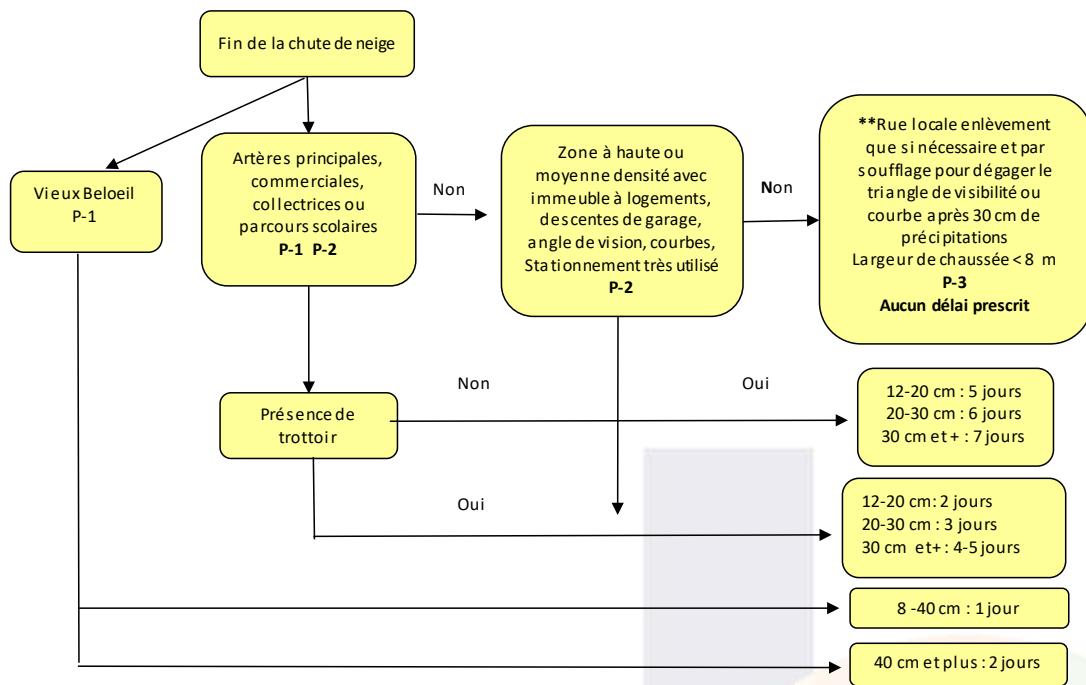 Fin de la chute de neige
Vieux Beloeil
P-1
Artères principales,
commerciales,
collectrices ou
parcours scolaires
P-1 P-2
Non
Zone à haute ou
moyenne densité avec
immeuble à logements,
descentes de garage,
angle de vision, courbes,
Stationnement très utilisé
P-2
Non
**Rue locale enlèvement
que si nécessaire et par
soufflage pour dégager le
triangle de visibilité ou
courbe après 30 cm de
précipitations
Largeur de chaussée < 8 m
P-3
Aucun délai prescrit
Présence de
trottoir
Non
Oui
12-20 cm : 5 jours
20-30 cm : 6 jours
30 cm et + : 7 jours
Oui
12-20 cm: 2 jours
20-30 cm : 3 jours
30 cm et+ : 4-5 jours
8 -40 cm : 1 jour
40 cm et plus : 2 jours